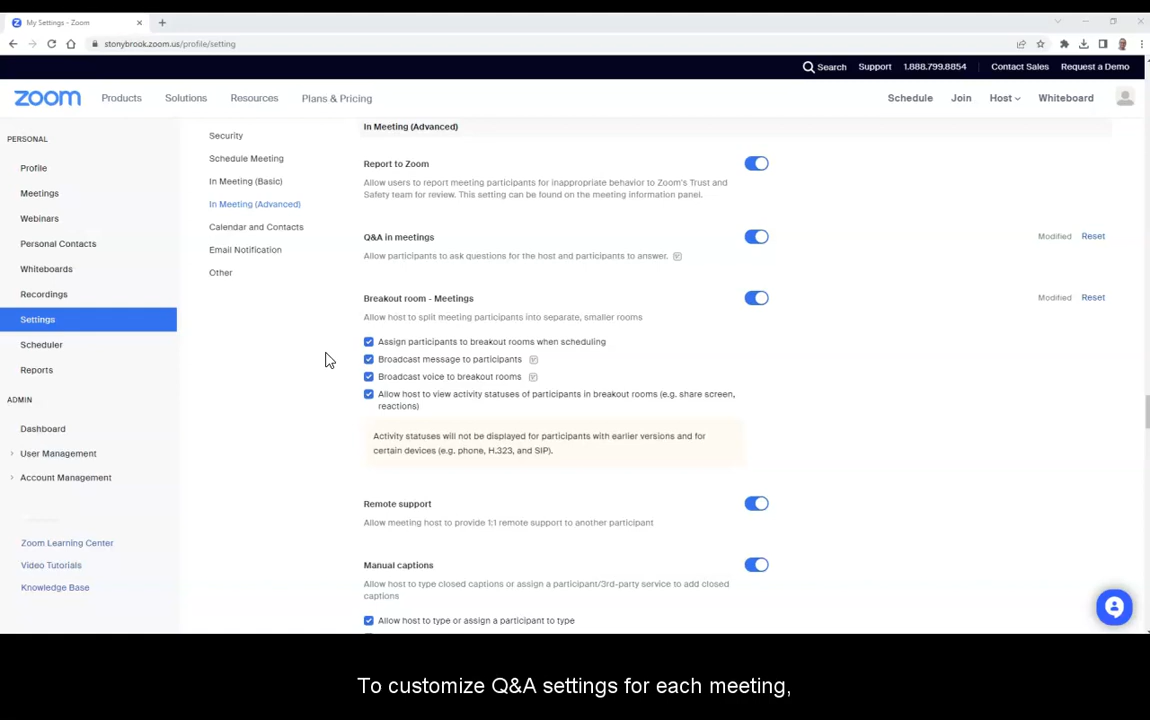 My Settings - Zoom
stonybrook.zoom.us/profile/setting
Search Support 1.888.799.8854 Contact Sales Request a Demo
zoom Products Solutions Resources Plans & Pricing Schedule Join Host Whiteboard
PERSONAL
Profile
Meetings
Webinars
Personal Contacts
Whiteboards
Recordings
Settings
Scheduler
Reports
ADMIN
Dashboard
User Management
Account Management
Zoom Learning Center
Video Tutorials
Knowledge Base
Security
Schedule Meeting
In Meeting (Basic)
In Meeting (Advanced)
Calendar and Contacts
Email Notification
Other
In Meeting (Advanced)
Report to Zoom
Allow users to report meeting participants for inappropriate behavior to Zoom's Trust and
Safety team for review. This setting can be found on the meeting information panel.
Q&A in meetings Modified Reset
Allow participants to ask questions for the host and participants to answer.
Breakout room - Meetings Modified Reset
Allow host to split meeting participants into separate, smaller rooms
Assign participants to breakout rooms when scheduling
Broadcast message to participants
Broadcast voice to breakout rooms
Allow host to view activity statuses of participants in breakout rooms (e.g. share screen,
reactions)
Activity statuses will not be displayed for participants with earlier versions and for
certain devices (e.g. phone, H.323, and SIP).
Remote support
Allow meeting host to provide 1:1 remote support to another participant
Manual captions
Allow host to type closed captions or assign a participant/3rd-party service to add closed
captions
Allow host to type or assign a participant to type
To customize Q&A settings for each meeting,